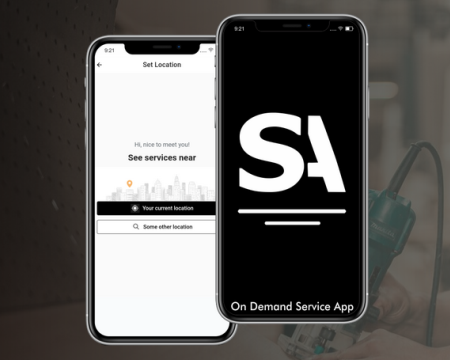 9:21
Set Location
Hi, nice to meet you!
See services near
Your current location
Some other location
9:21
SA
On Demand Service App